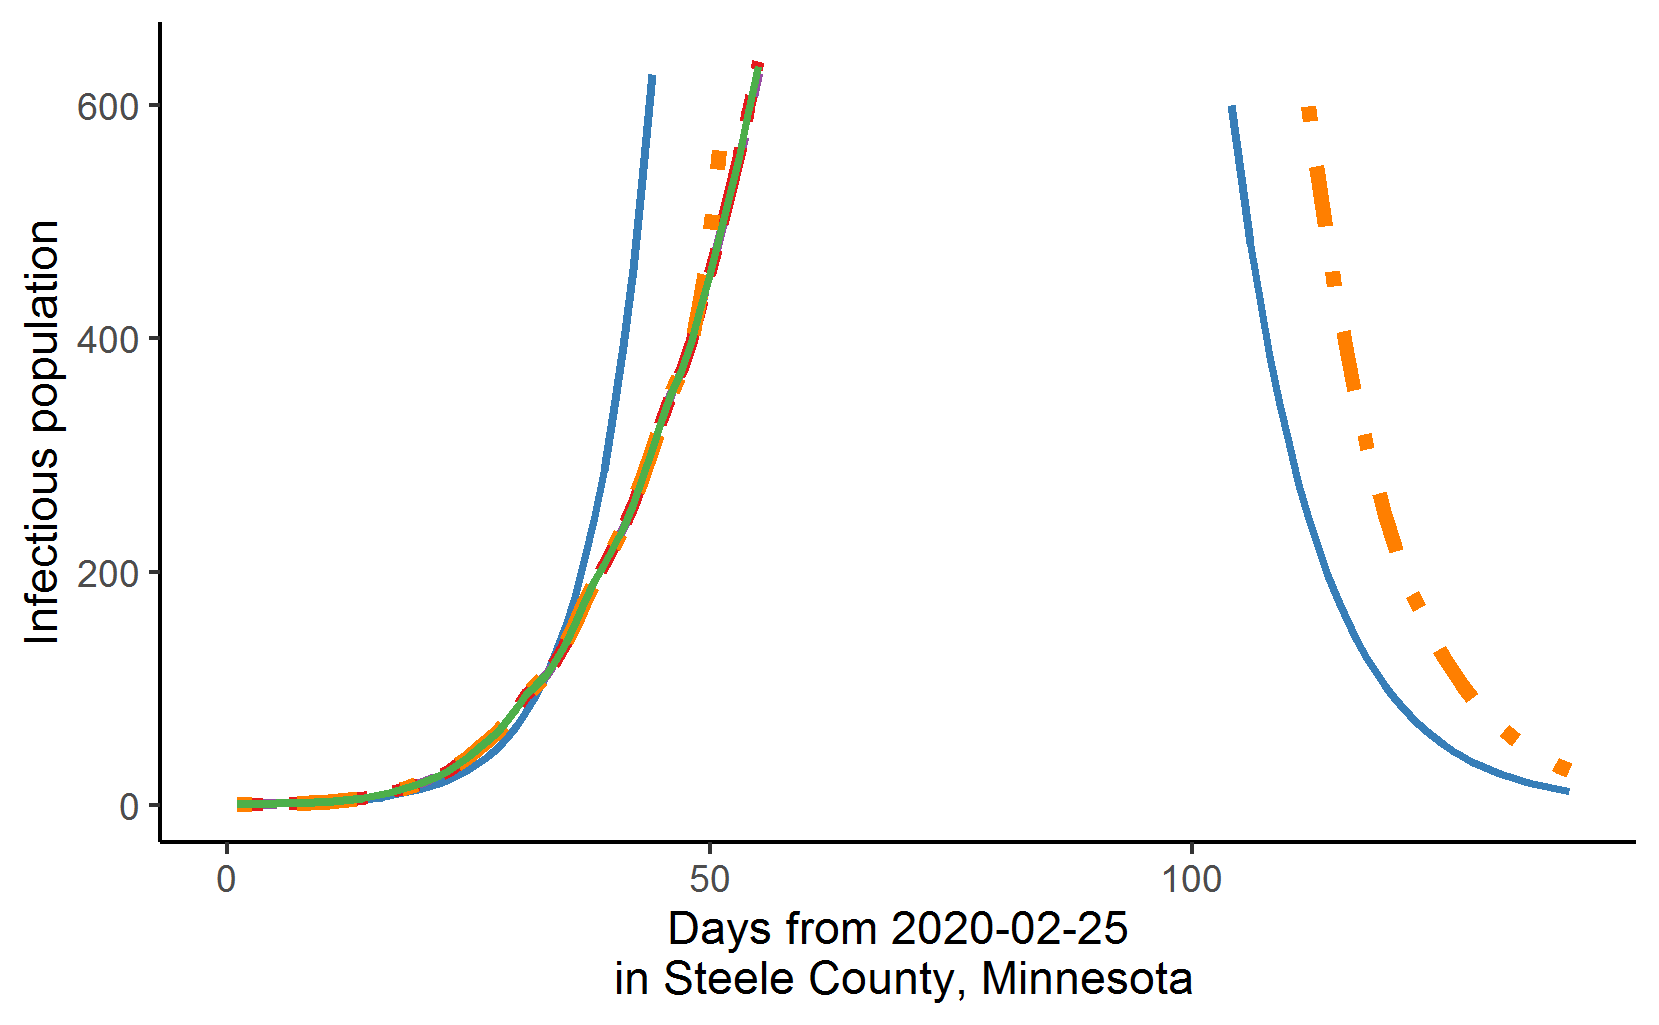 Infectious population
600
400
200
0
0 50 100
Days from 2020-02-25
in Steele County, Minnesota